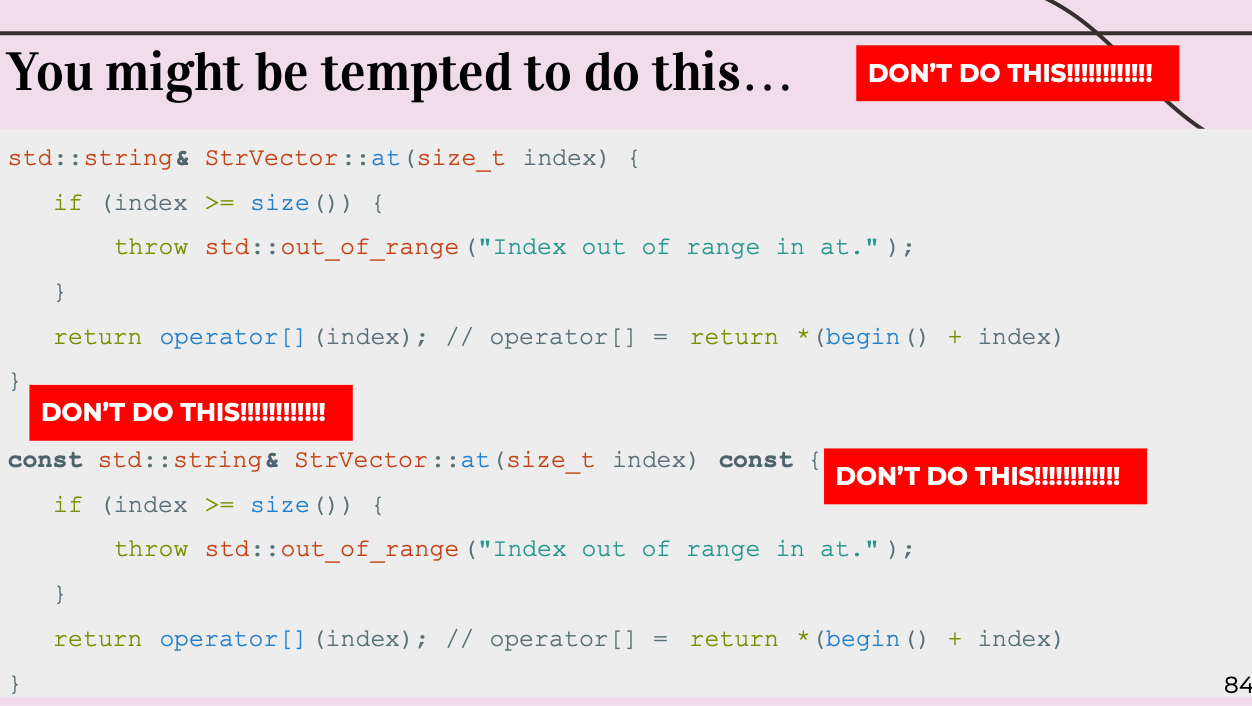 You might be tempted to do this…
DON’T DO THIS!!!!!!!!!!!!
std::string& StrVector::at(size_t index) {
if (index >= size()) {
throw std::out_of_range("Index out of range in at.");
}
return operator[](index); // operator[] = return *(begin() + index)
}
DON’T DO THIS!!!!!!!!!!!!
const std::string& StrVector::at(size_t index) const {
DON’T DO THIS!!!!!!!!!!!!
if (index >= size()) {
throw std::out_of_range("Index out of range in at.");
}
return operator[](index); // operator[] = return *(begin() + index)
}
84